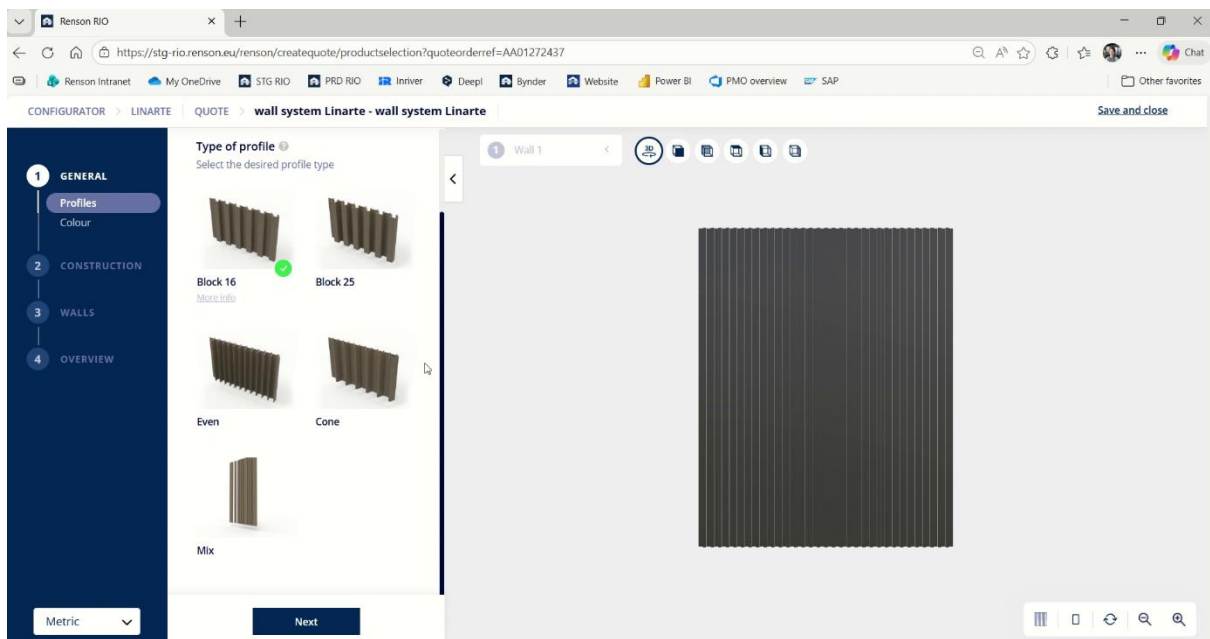 Renson RIO
https://stg-rio.renson.eu/renson/createquote/productselection?quoteorderref=AA01272437
Chat
Renson Intranet My OneDrive STG RIO PRD RIO Inriver Deepl Bynder Website Power BI PMO overview SAP Other favorites
CONFIGURATOR > LINARTE QUOTE > wall system Linarte - wall system Linarte Save and close
1 GENERAL
Profiles
Colour
2 CONSTRUCTION
3 WALLS
4 OVERVIEW
Metric
Type of profile
Select the desired profile type
Block 16 Block 25
More info
Even Cone
Mix
Next
1 Wall 1
3D